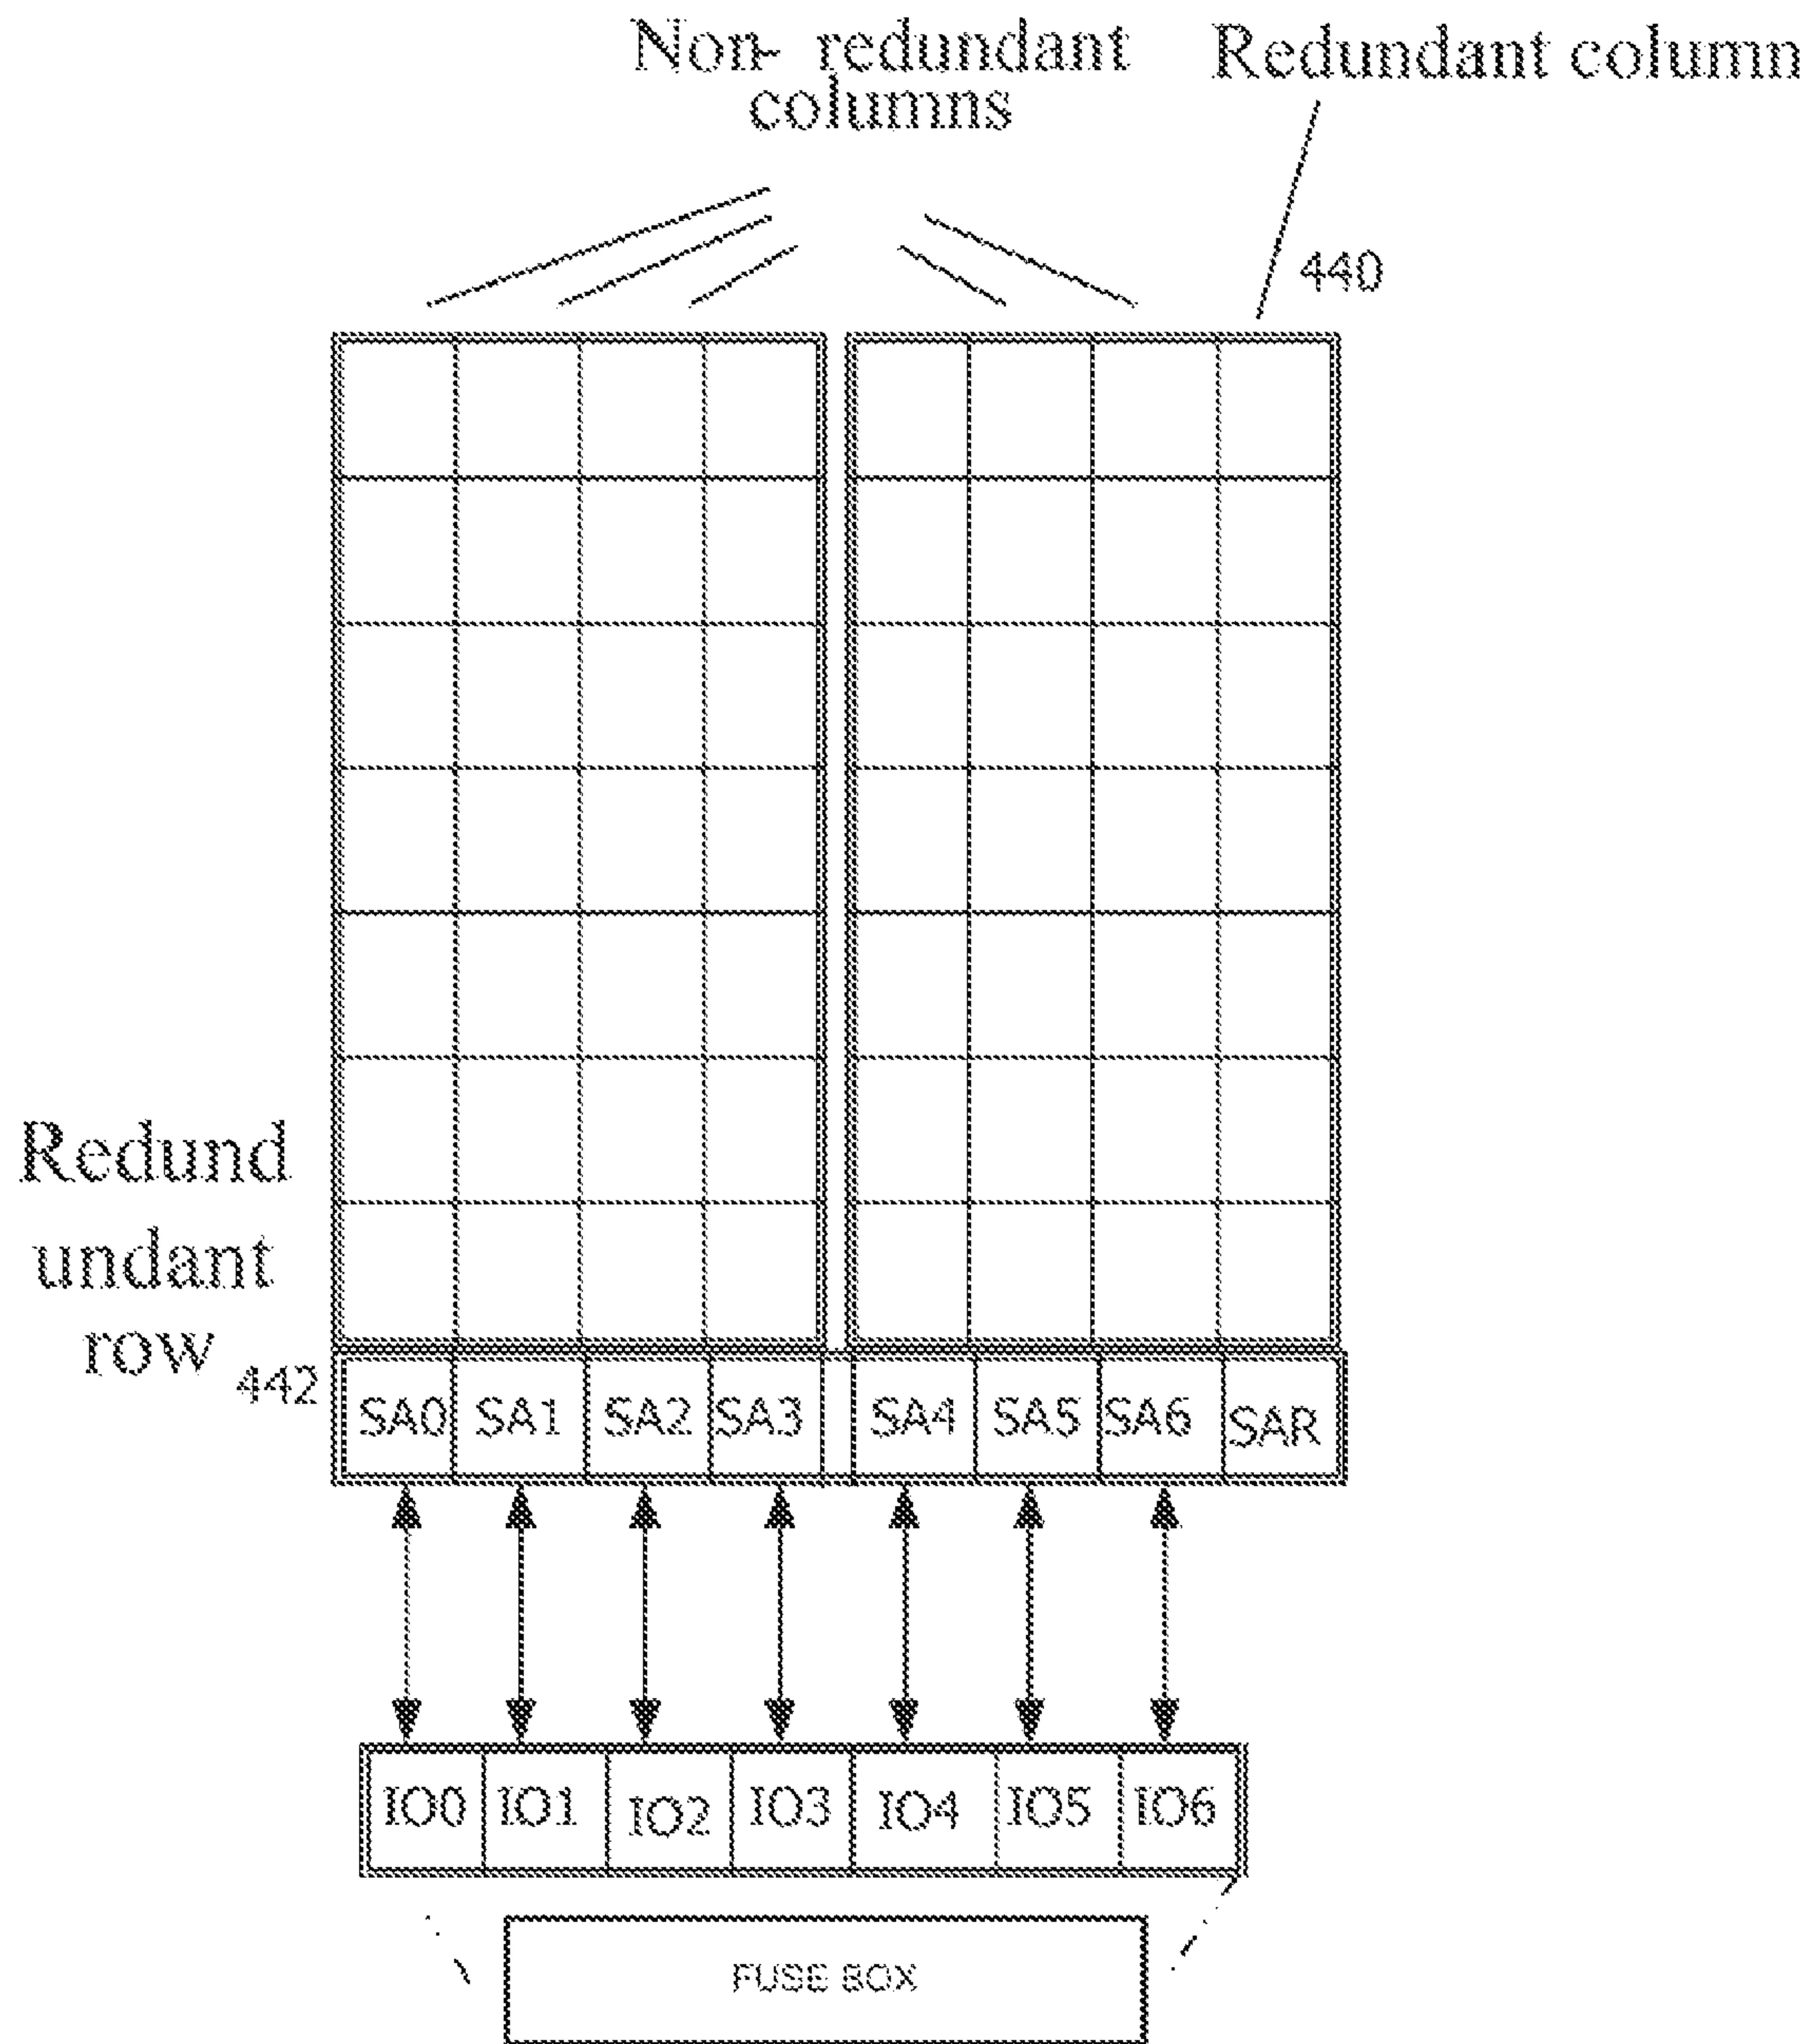 Non- redundant
columns
Redundant column
440
Redund
undant
row
442
SA0 SA1 SA2 SA3 SA4 SA5 SA6 SAR
IO0 IO1 IO2 IO3 IO4 IO5 IO6
FUSE BOX